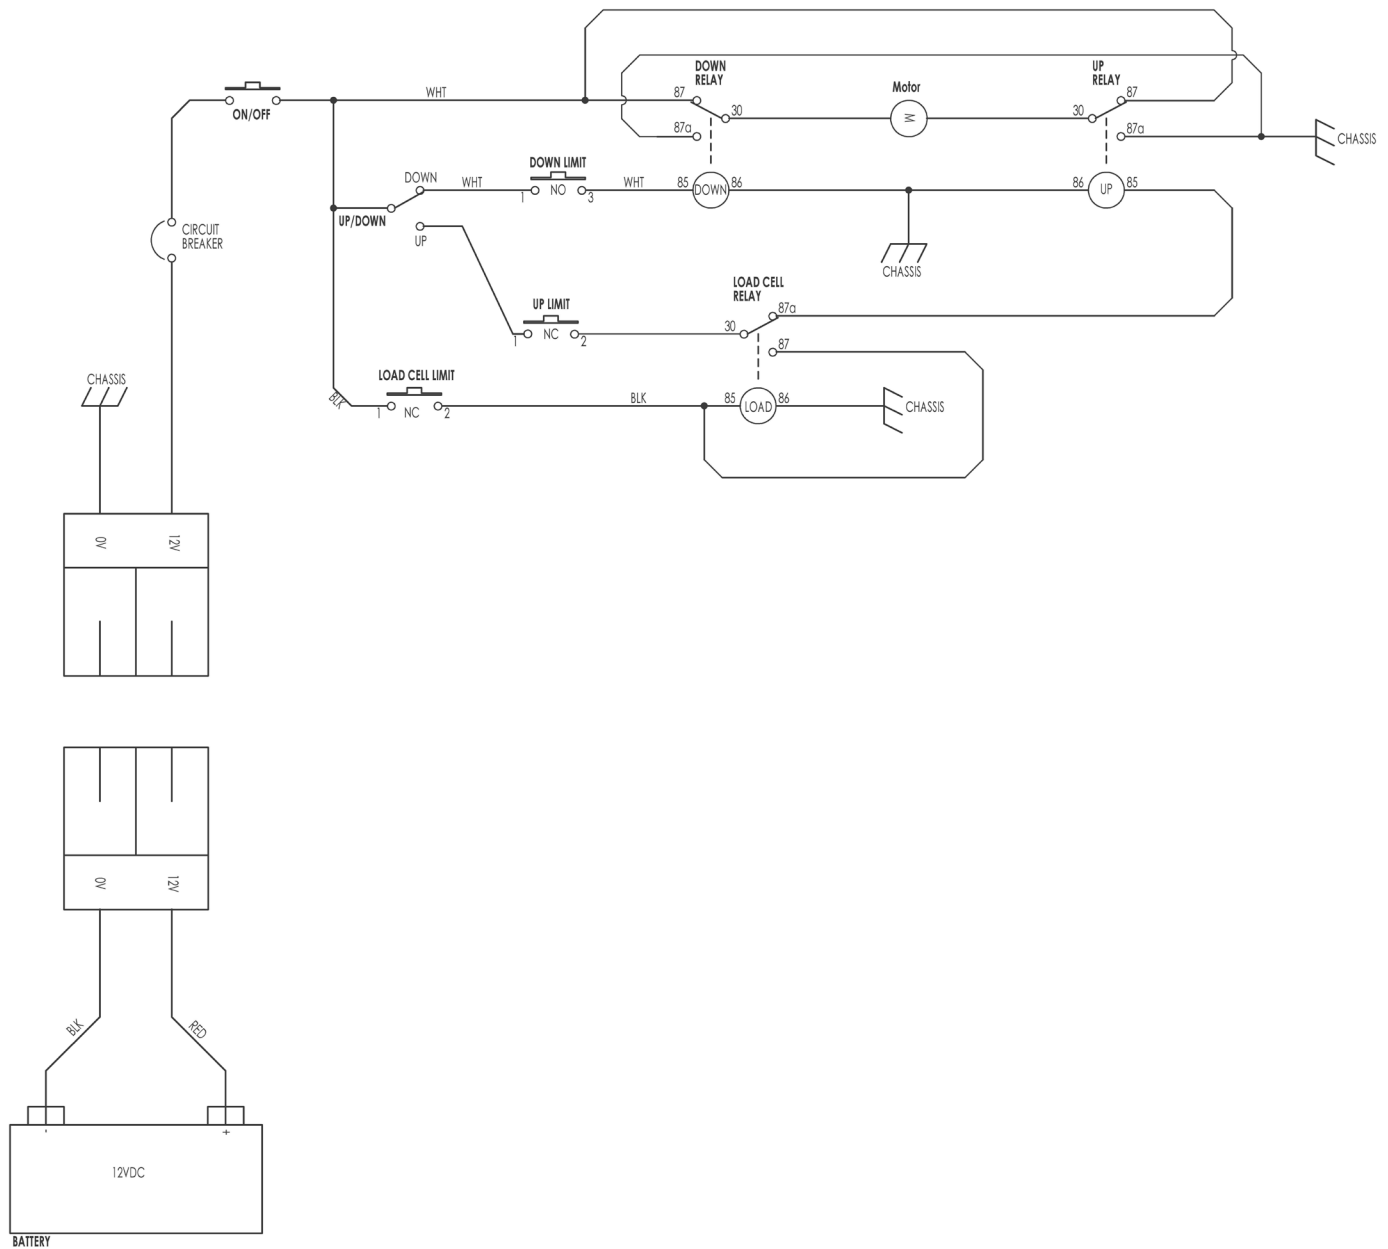 DOWN
RELAY
UP
RELAY
WHT
87
30
Motor
M
30
87
ON/OFF
87a
87a
CHASSIS
DOWN LIMIT
DOWN
WHT
1
NO
3
WHT
85
DOWN
86
86
UP
85
UP/DOWN
UP
CIRCUIT
BREAKER
CHASSIS
LOAD CELL
RELAY
UP LIMIT
87a
30
1
NC
2
87
CHASSIS
LOAD CELL LIMIT
BLK
1
NC
2
BLK
85
LOAD
86
CHASSIS
0V
12V
0V
12V
BLK
RED
-
+
12VDC
BATTERY